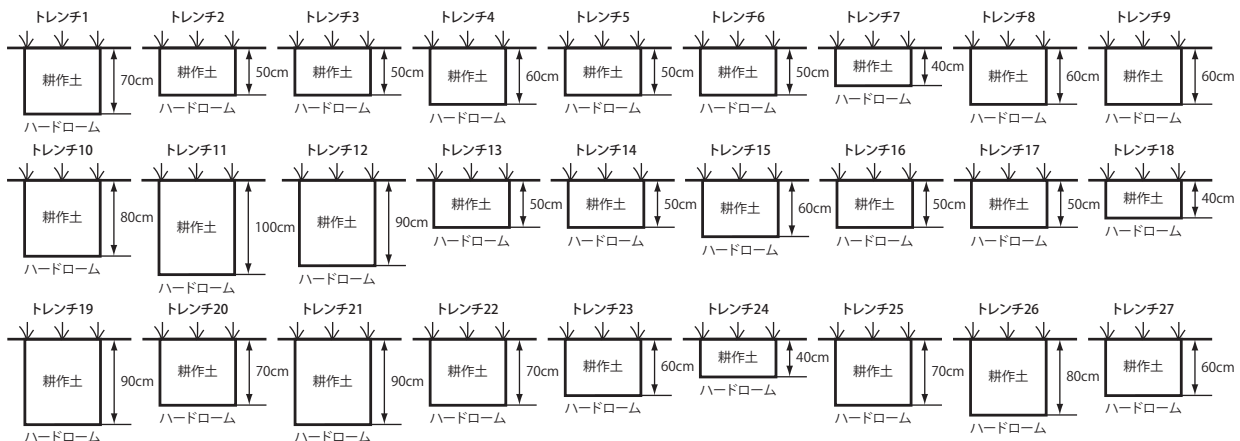 トレンチ1 トレンチ2 トレンチ3 トレンチ4 トレンチ5 トレンチ6 トレンチ7 トレンチ8 トレンチ9
耕作土 70cm 耕作土 50cm 耕作土 50cm 耕作土 60cm 耕作土 50cm 耕作土 50cm 耕作土 40cm 耕作土 60cm 耕作土 60cm
ハードローム ハードローム ハードローム ハードローム ハードローム ハードローム ハードローム ハードローム ハードローム
トレンチ10 トレンチ11 トレンチ12 トレンチ13 トレンチ14 トレンチ15 トレンチ16 トレンチ17 トレンチ18
耕作土 80cm 耕作土 100cm 耕作土 90cm 耕作土 50cm 耕作土 50cm 耕作土 60cm 耕作土 50cm 耕作土 50cm 耕作土 40cm
ハードローム ハードローム ハードローム ハードローム ハードローム ハードローム ハードローム ハードローム ハードローム
トレンチ19 トレンチ20 トレンチ21 トレンチ22 トレンチ23 トレンチ24 トレンチ25 トレンチ26 トレンチ27
耕作土 90cm 耕作土 70cm 耕作土 90cm 耕作土 70cm 耕作土 60cm 耕作土 40cm 耕作土 70cm 耕作土 80cm 耕作土 60cm
ハードローム ハードローム ハードローム ハードローム ハードローム ハードローム ハードローム ハードローム ハードローム